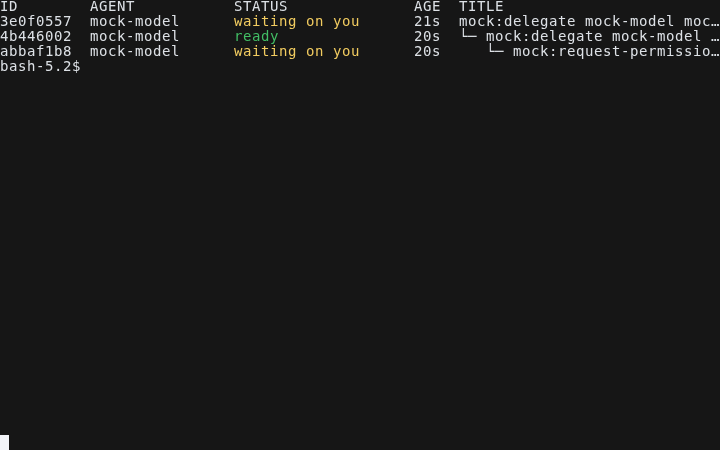 ID        AGENT           STATUS              AGE  TITLE
3e0f0557  mock-model      waiting on you      21s  mock:delegate mock-model moc…
4b446002  mock-model      ready               20s  └─ mock:delegate mock-model …
abbaf1b8  mock-model      waiting on you      20s     └─ mock:request-permissio…
bash-5.2$